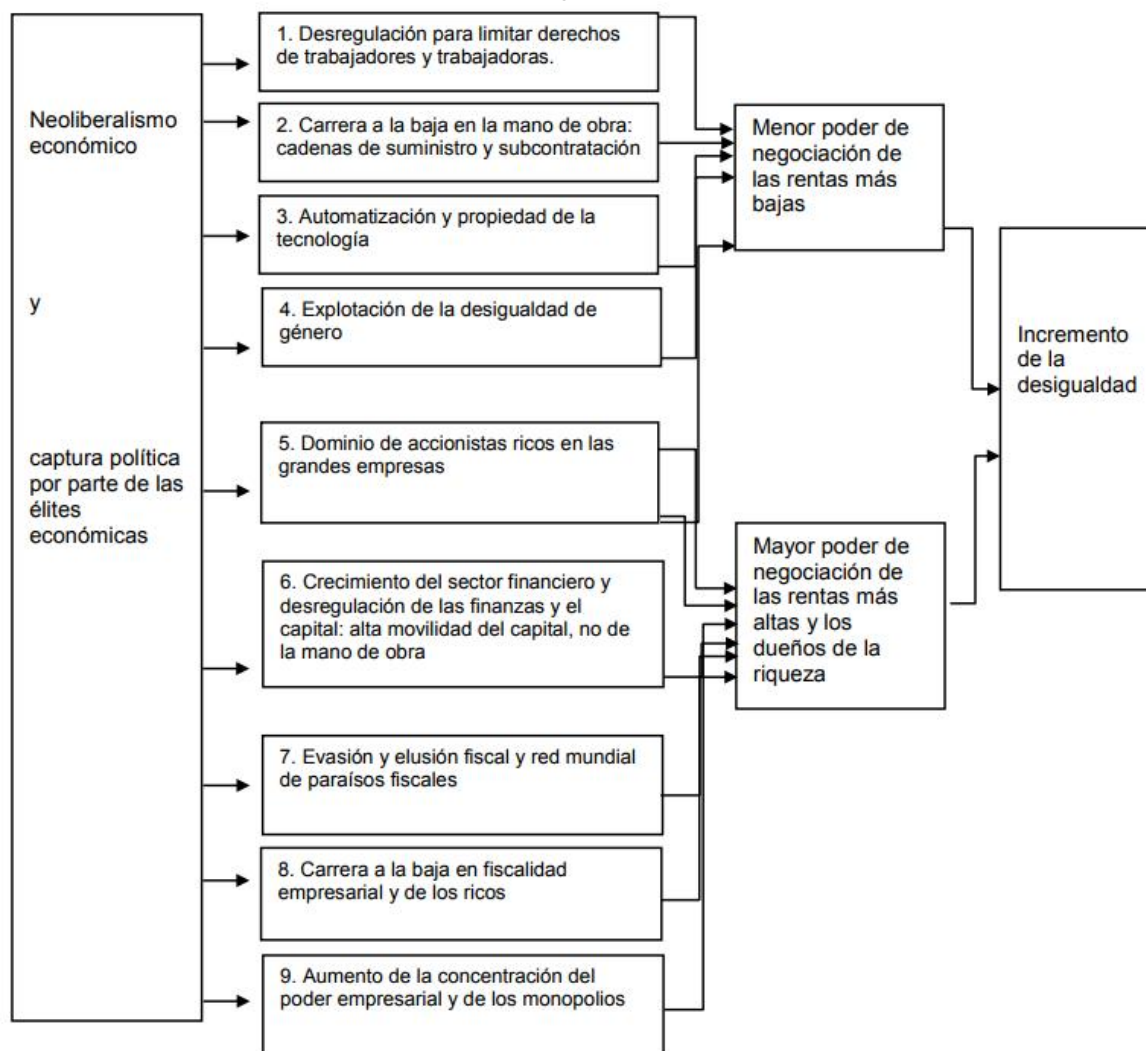 Neoliberalismo
económico
y
captura política
por parte de las
élites
económicas
1. Desregulación para limitar derechos
de trabajadores y trabajadoras.
2. Carrera a la baja en la mano de obra:
cadenas de suministro y subcontratación
3. Automatización y propiedad de la
tecnología
4. Explotación de la desigualdad de
género
5. Dominio de accionistas ricos en las
grandes empresas
6. Crecimiento del sector financiero y
desregulación de las finanzas y el
capital: alta movilidad del capital, no de
la mano de obra
7. Evasión y elusión fiscal y red mundial
de paraísos fiscales
8. Carrera a la baja en fiscalidad
empresarial y de los ricos
9. Aumento de la concentración del
poder empresarial y de los monopolios
Menor poder de
negociación de
las rentas más
bajas
Mayor poder de
negociación de
las rentas más
altas y los
dueños de la
riqueza
Incremento
de la
desigualdad